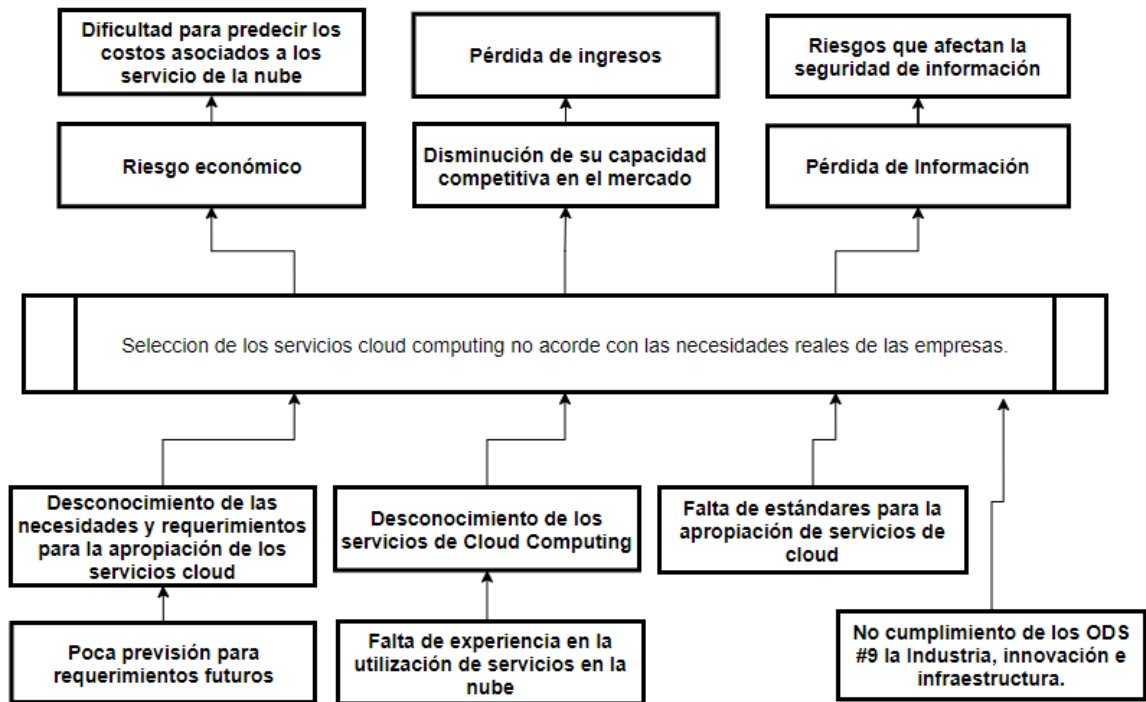 Dificultad para predecir los
costos asociados a los
servicio de la nube
Pérdida de ingresos
Riesgos que afectan la
seguridad de información
Riesgo económico
Disminución de su capacidad
competitiva en el mercado
Pérdida de Información
Seleccion de los servicios cloud computing no acorde con las necesidades reales de las empresas.
Desconocimiento de las
necesidades y requerimientos
para la apropiación de los
servicios cloud
Desconocimiento de los
servicios de Cloud Computing
Falta de estándares para la
apropiación de servicios de
cloud
Poca previsión para
requerimientos futuros
Falta de experiencia en la
utilización de servicios en la
nube
No cumplimiento de los ODS
#9 la Industria, innovación e
infraestructura.